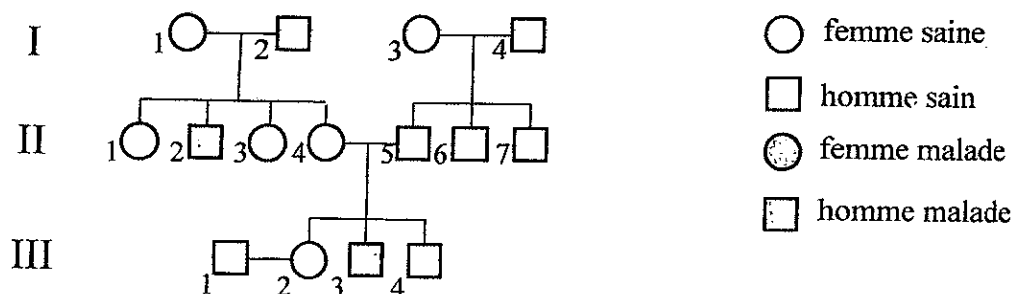 I 1 2 3 4
II 1 2 3 4 5 6 7
III 1 2 3 4
femme saine
homme sain
femme malade
homme malade